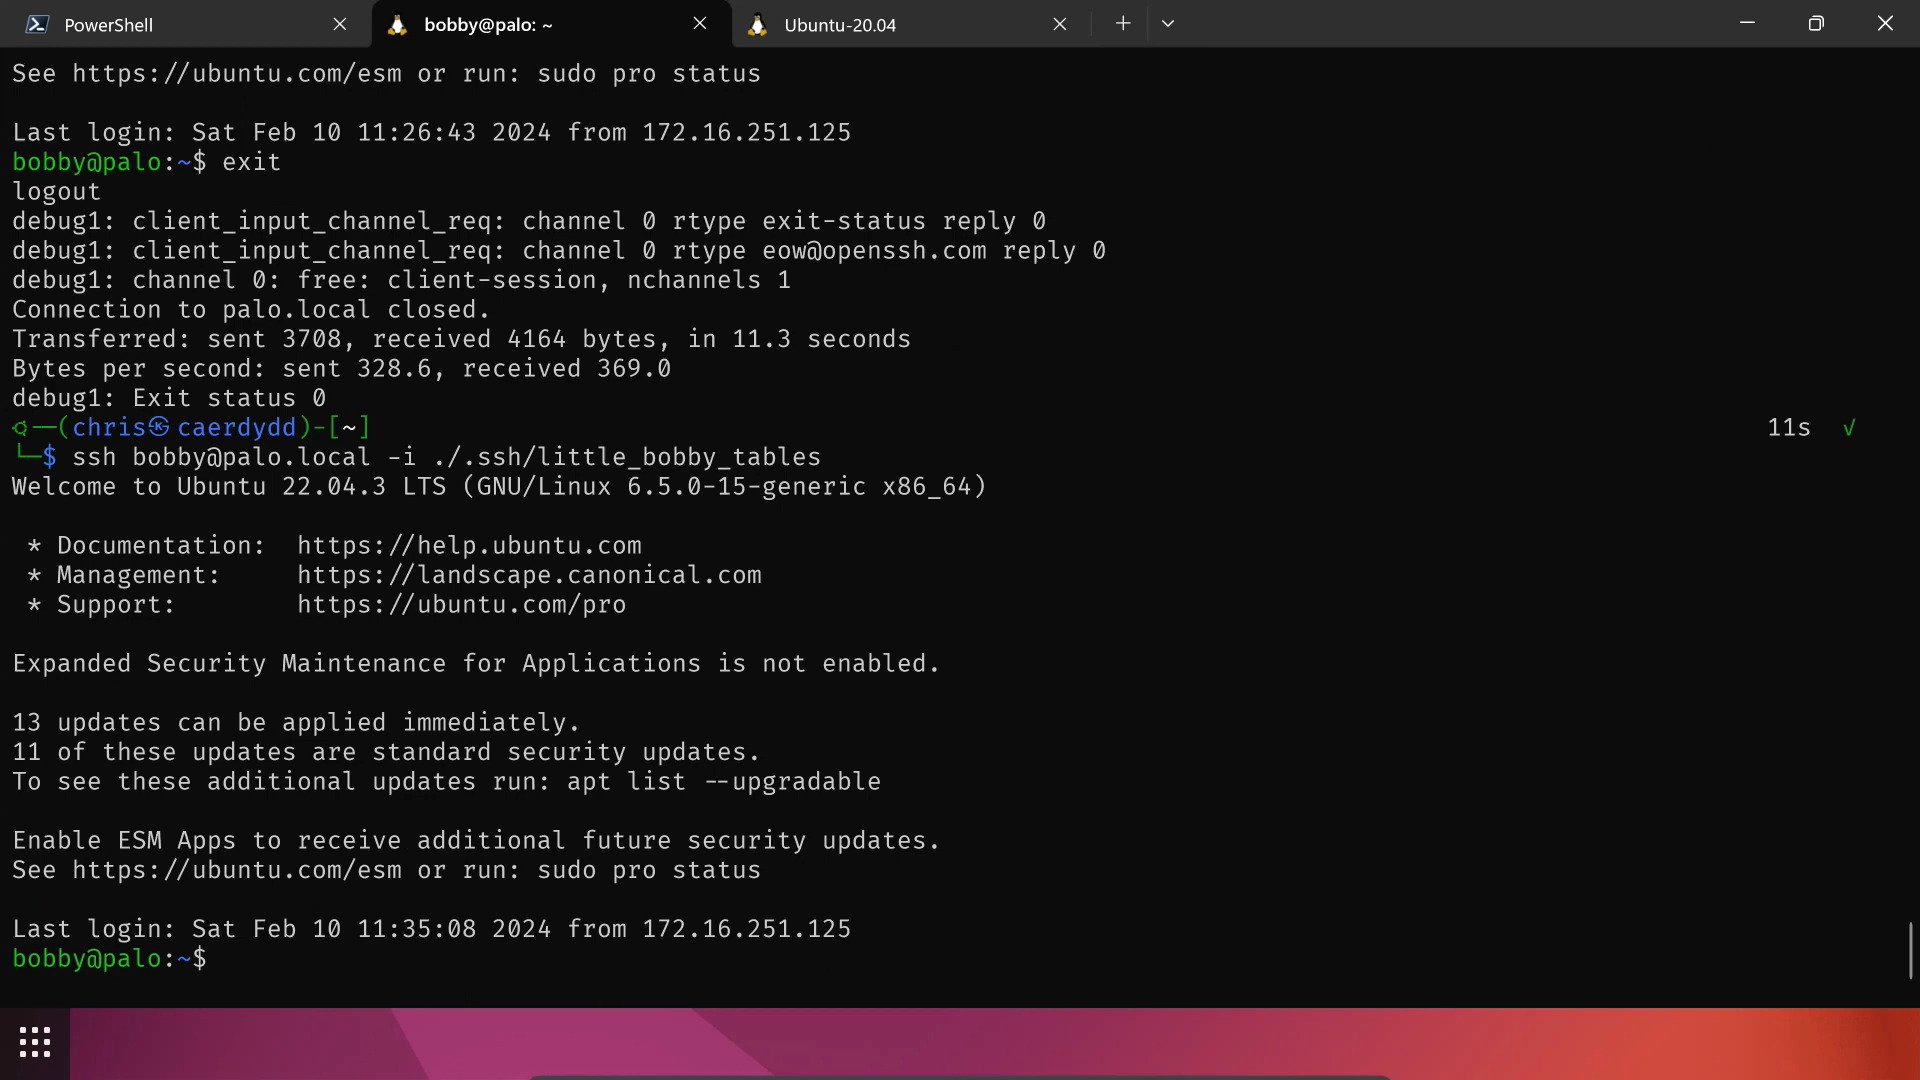 PowerShell
bobby@palo: ~
Ubuntu-20.04
See https://ubuntu.com/esm or run: sudo pro status
Last login: Sat Feb 10 11:26:43 2024 from 172.16.251.125
bobby@palo:~$ exit
logout
debug1: client_input_channel_req: channel 0 rtype exit-status reply 0
debug1: client_input_channel_req: channel 0 rtype eow@openssh.com reply 0
debug1: channel 0: free: client-session, nchannels 1
Connection to palo.local closed.
Transferred: sent 3708, received 4164 bytes, in 11.3 seconds
Bytes per second: sent 328.6, received 369.0
debug1: Exit status 0
(chris㉿caerdydd)-[~] 11s √
└─$ ssh bobby@palo.local -i ./.ssh/little_bobby_tables
Welcome to Ubuntu 22.04.3 LTS (GNU/Linux 6.5.0-15-generic x86_64)
* Documentation: https://help.ubuntu.com
* Management: https://landscape.canonical.com
* Support: https://ubuntu.com/pro
Expanded Security Maintenance for Applications is not enabled.
13 updates can be applied immediately.
11 of these updates are standard security updates.
To see these additional updates run: apt list --upgradable
Enable ESM Apps to receive additional future security updates.
See https://ubuntu.com/esm or run: sudo pro status
Last login: Sat Feb 10 11:35:08 2024 from 172.16.251.125
bobby@palo:~$